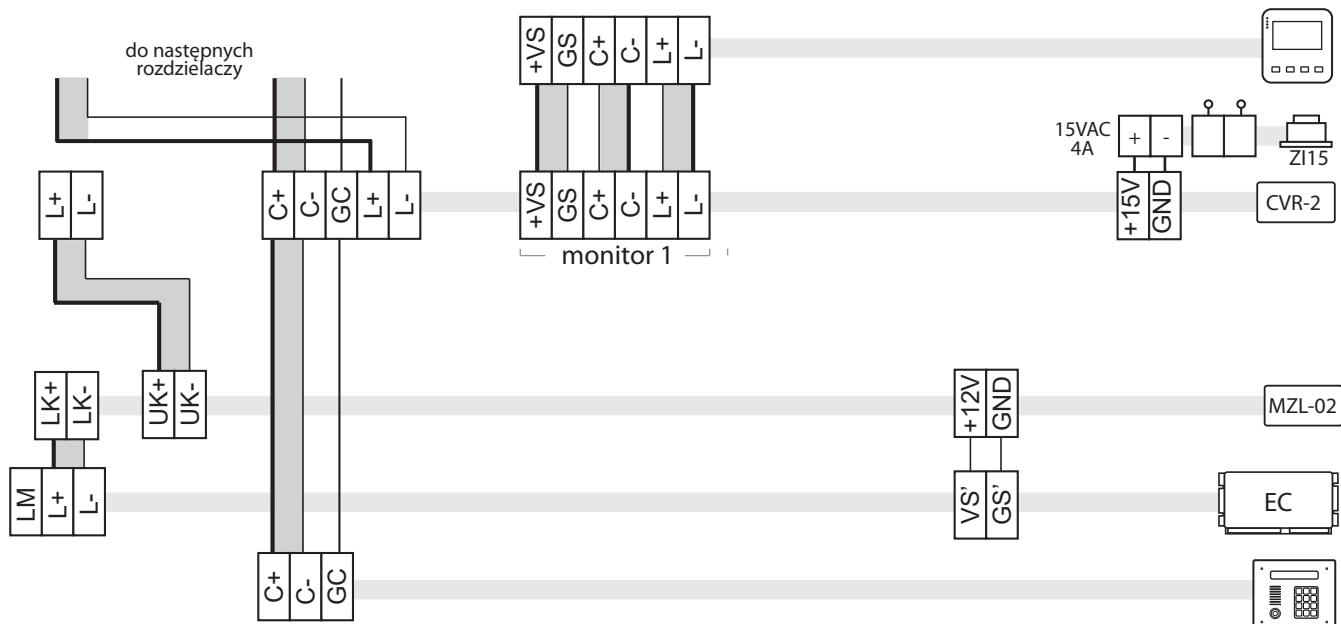 do następnych
rozdzielaczy
+VS GS C+ C- L+ L-
15VAC
4A
+ -
ZI15
L+ L-
C+ C- GC L+ L-
+VS GS C+ C- L+ L-
+15V GND
CVR-2
monitor 1
LK+ LK-
UK+ UK-
+12V GND
MZL-02
LM L+ L-
VS' GS'
EC
C+ C- GC